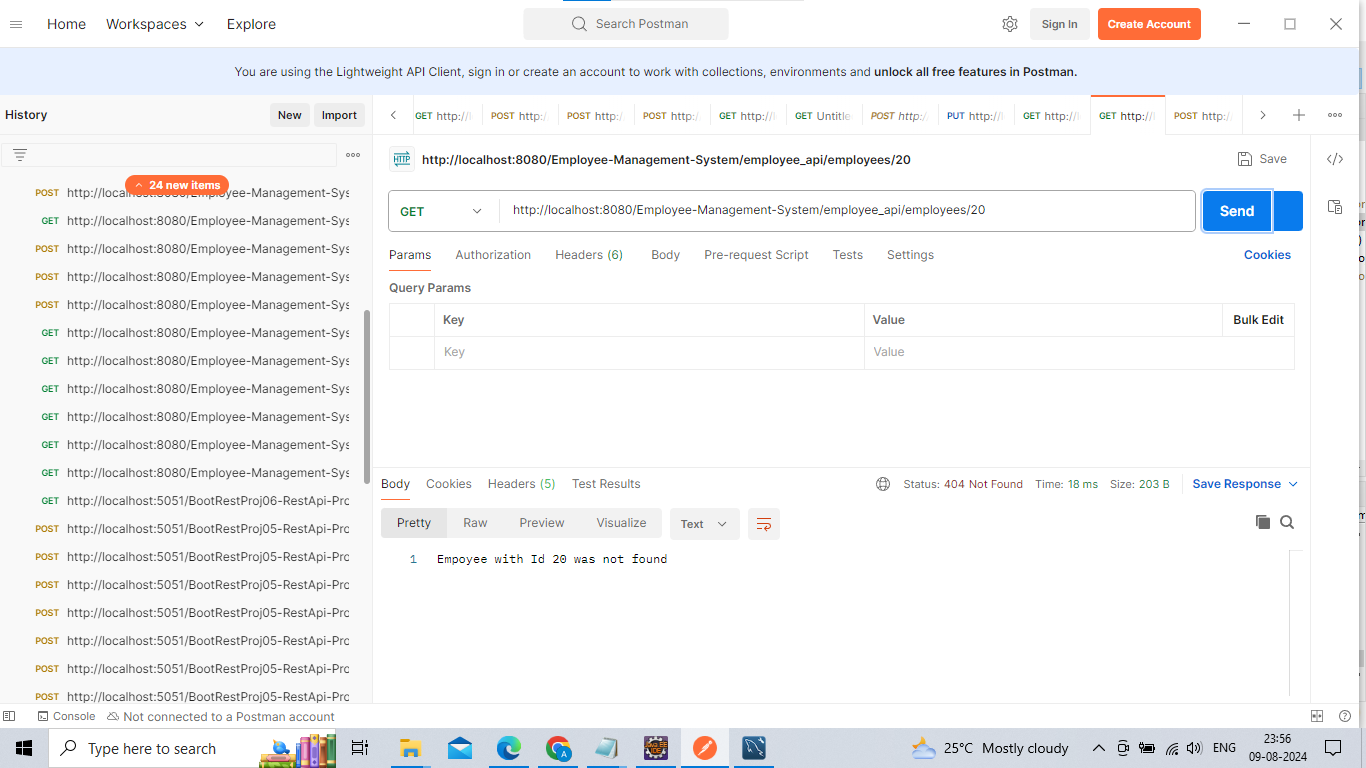 Home Workspaces Explore Search Postman Sign In Create Account
You are using the Lightweight API Client, sign in or create an account to work with collections, environments and unlock all free features in Postman.
History New Import
GET http://l POST http:/ POST http:/ POST http:/ GET http://l GET Untitle POST http:/ PUT http://l GET http://l GET http://l POST http:/
24 new items
POST http://localhost:8080/Employee-Management-Sys
GET http://localhost:8080/Employee-Management-Sys
POST http://localhost:8080/Employee-Management-Sys
POST http://localhost:8080/Employee-Management-Sys
POST http://localhost:8080/Employee-Management-Sys
GET http://localhost:8080/Employee-Management-Sys
GET http://localhost:8080/Employee-Management-Sys
GET http://localhost:8080/Employee-Management-Sys
GET http://localhost:8080/Employee-Management-Sys
GET http://localhost:8080/Employee-Management-Sys
GET http://localhost:8080/Employee-Management-Sys
GET http://localhost:5051/BootRestProj06-RestApi-Pro
POST http://localhost:5051/BootRestProj05-RestApi-Pro
POST http://localhost:5051/BootRestProj05-RestApi-Pro
POST http://localhost:5051/BootRestProj05-RestApi-Pro
POST http://localhost:5051/BootRestProj05-RestApi-Pro
POST http://localhost:5051/BootRestProj05-RestApi-Pro
POST http://localhost:5051/BootRestProj05-RestApi-Pro
POST http://localhost:5051/BootRestProj05-RestApi-Pro
HTTP http://localhost:8080/Employee-Management-System/employee_api/employees/20 Save
GET http://localhost:8080/Employee-Management-System/employee_api/employees/20 Send
Params Authorization Headers (6) Body Pre-request Script Tests Settings Cookies
Query Params
Key Value Bulk Edit
Key Value
Body Cookies Headers (5) Test Results Status: 404 Not Found Time: 18 ms Size: 203 B Save Response
Pretty Raw Preview Visualize Text
1 Empoyee with Id 20 was not found
Console Not connected to a Postman account
Type here to search 25°C Mostly cloudy ENG 23:56
09-08-2024